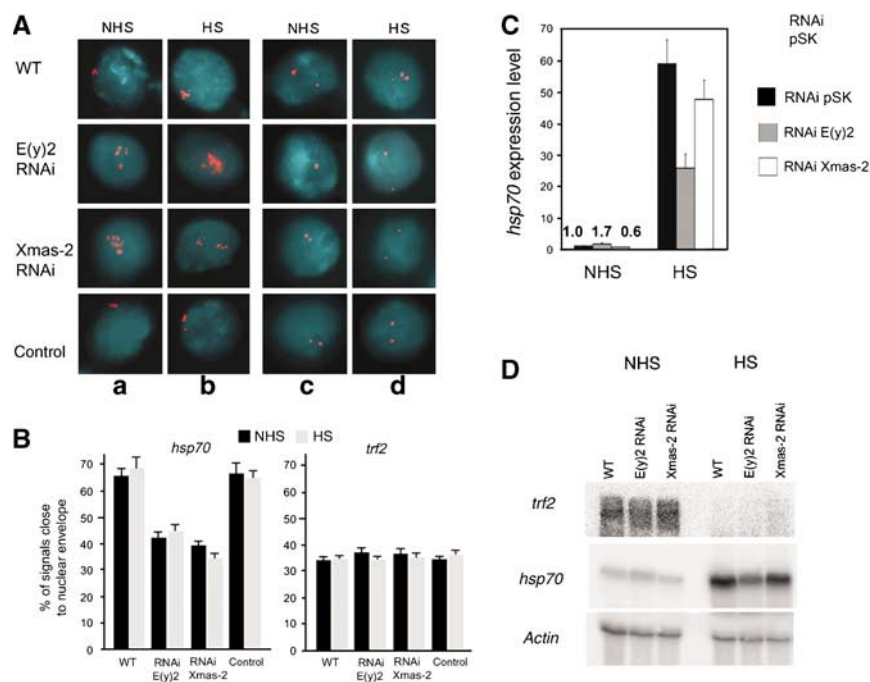 A
NHS HS NHS HS
WT
E(y)2
RNAi
Xmas-2
RNAi
Control
a b c d
B
NHS HS
hsp70 trf2
% of signals close
to nuclear envelope
70
60
50
40
30
20
10
0
WT RNAi E(y)2 RNAi Xmas-2 Control
70
60
50
40
30
20
10
0
WT RNAi E(y)2 RNAi Xmas-2 Control
C
RNAi
pSK
hsp70 expression level
70
60
50
40
30
20
10
0
1.0 1.7 0.6
NHS HS
RNAi pSK
RNAi E(y)2
RNAi Xmas-2
D
NHS HS
WT E(y)2 RNAi Xmas-2 RNAi WT E(y)2 RNAi Xmas-2 RNAi
trf2
hsp70
Actin